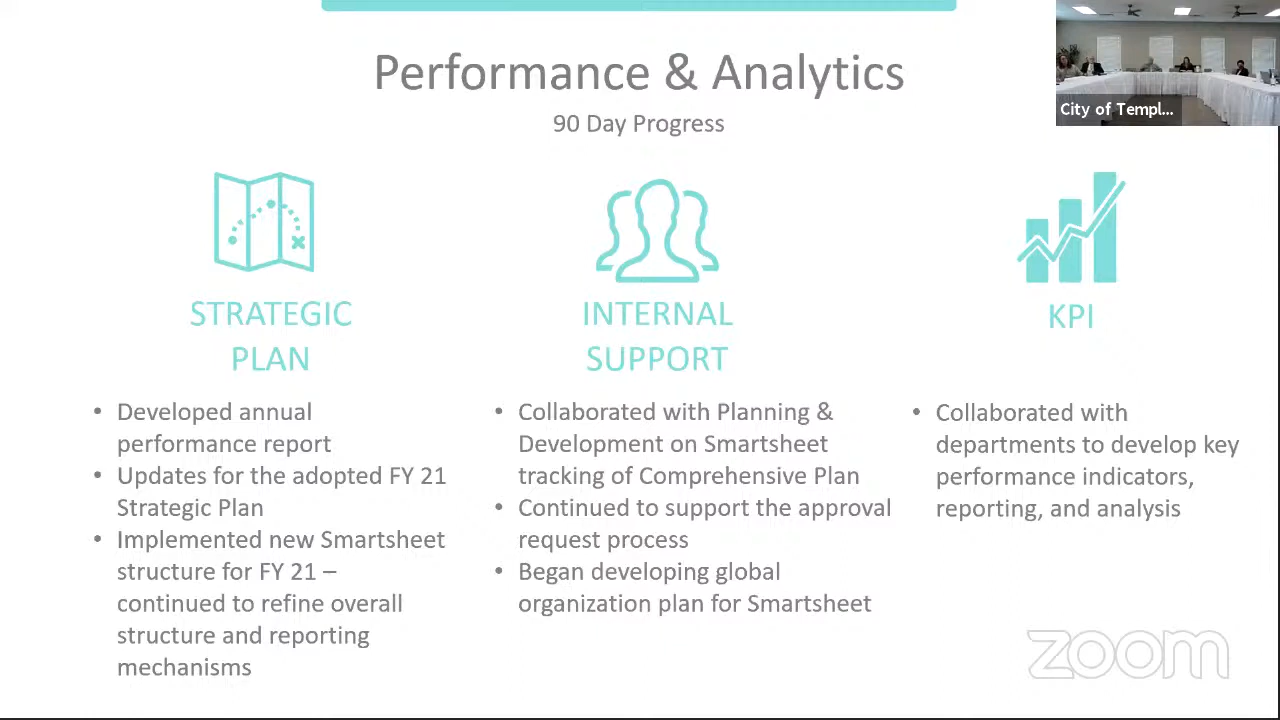 Performance & Analytics
90 Day Progress
City of Templ...
STRATEGIC
PLAN
• Developed annual
performance report
• Updates for the adopted FY 21
Strategic Plan
• Implemented new Smartsheet
structure for FY 21 –
continued to refine overall
structure and reporting
mechanisms
INTERNAL
SUPPORT
• Collaborated with Planning &
Development on Smartsheet
tracking of Comprehensive Plan
• Continued to support the approval
request process
• Began developing global
organization plan for Smartsheet
KPI
• Collaborated with
departments to develop key
performance indicators,
reporting, and analysis
zoom